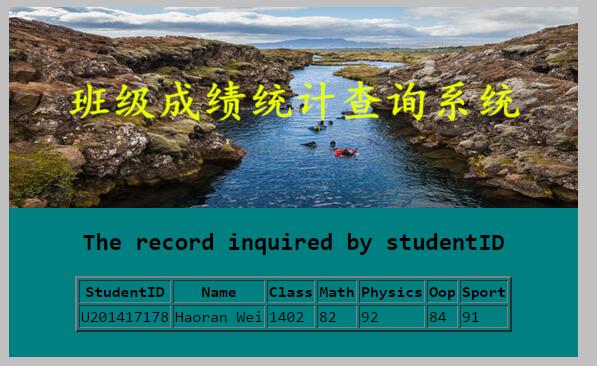 班级成绩统计查询系统
The record inquired by studentID
StudentID Name Class Math Physics Oop Sport
U201417178 Haoran Wei 1402 82 92 84 91